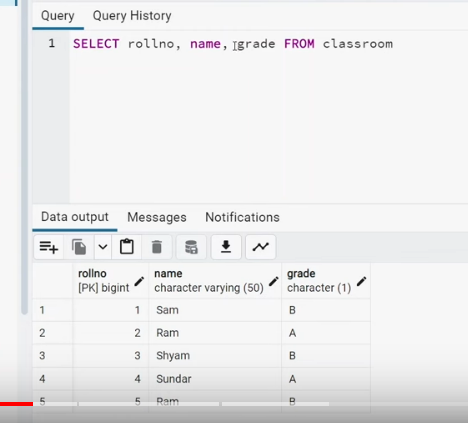 Query Query History
1 SELECT rollno, name, grade FROM classroom
Data output Messages Notifications
rollno name grade
[PK] bigint character varying (50) character (1)
1 1 Sam B
2 2 Ram A
3 3 Shyam B
4 4 Sundar A
5 5 Ram B